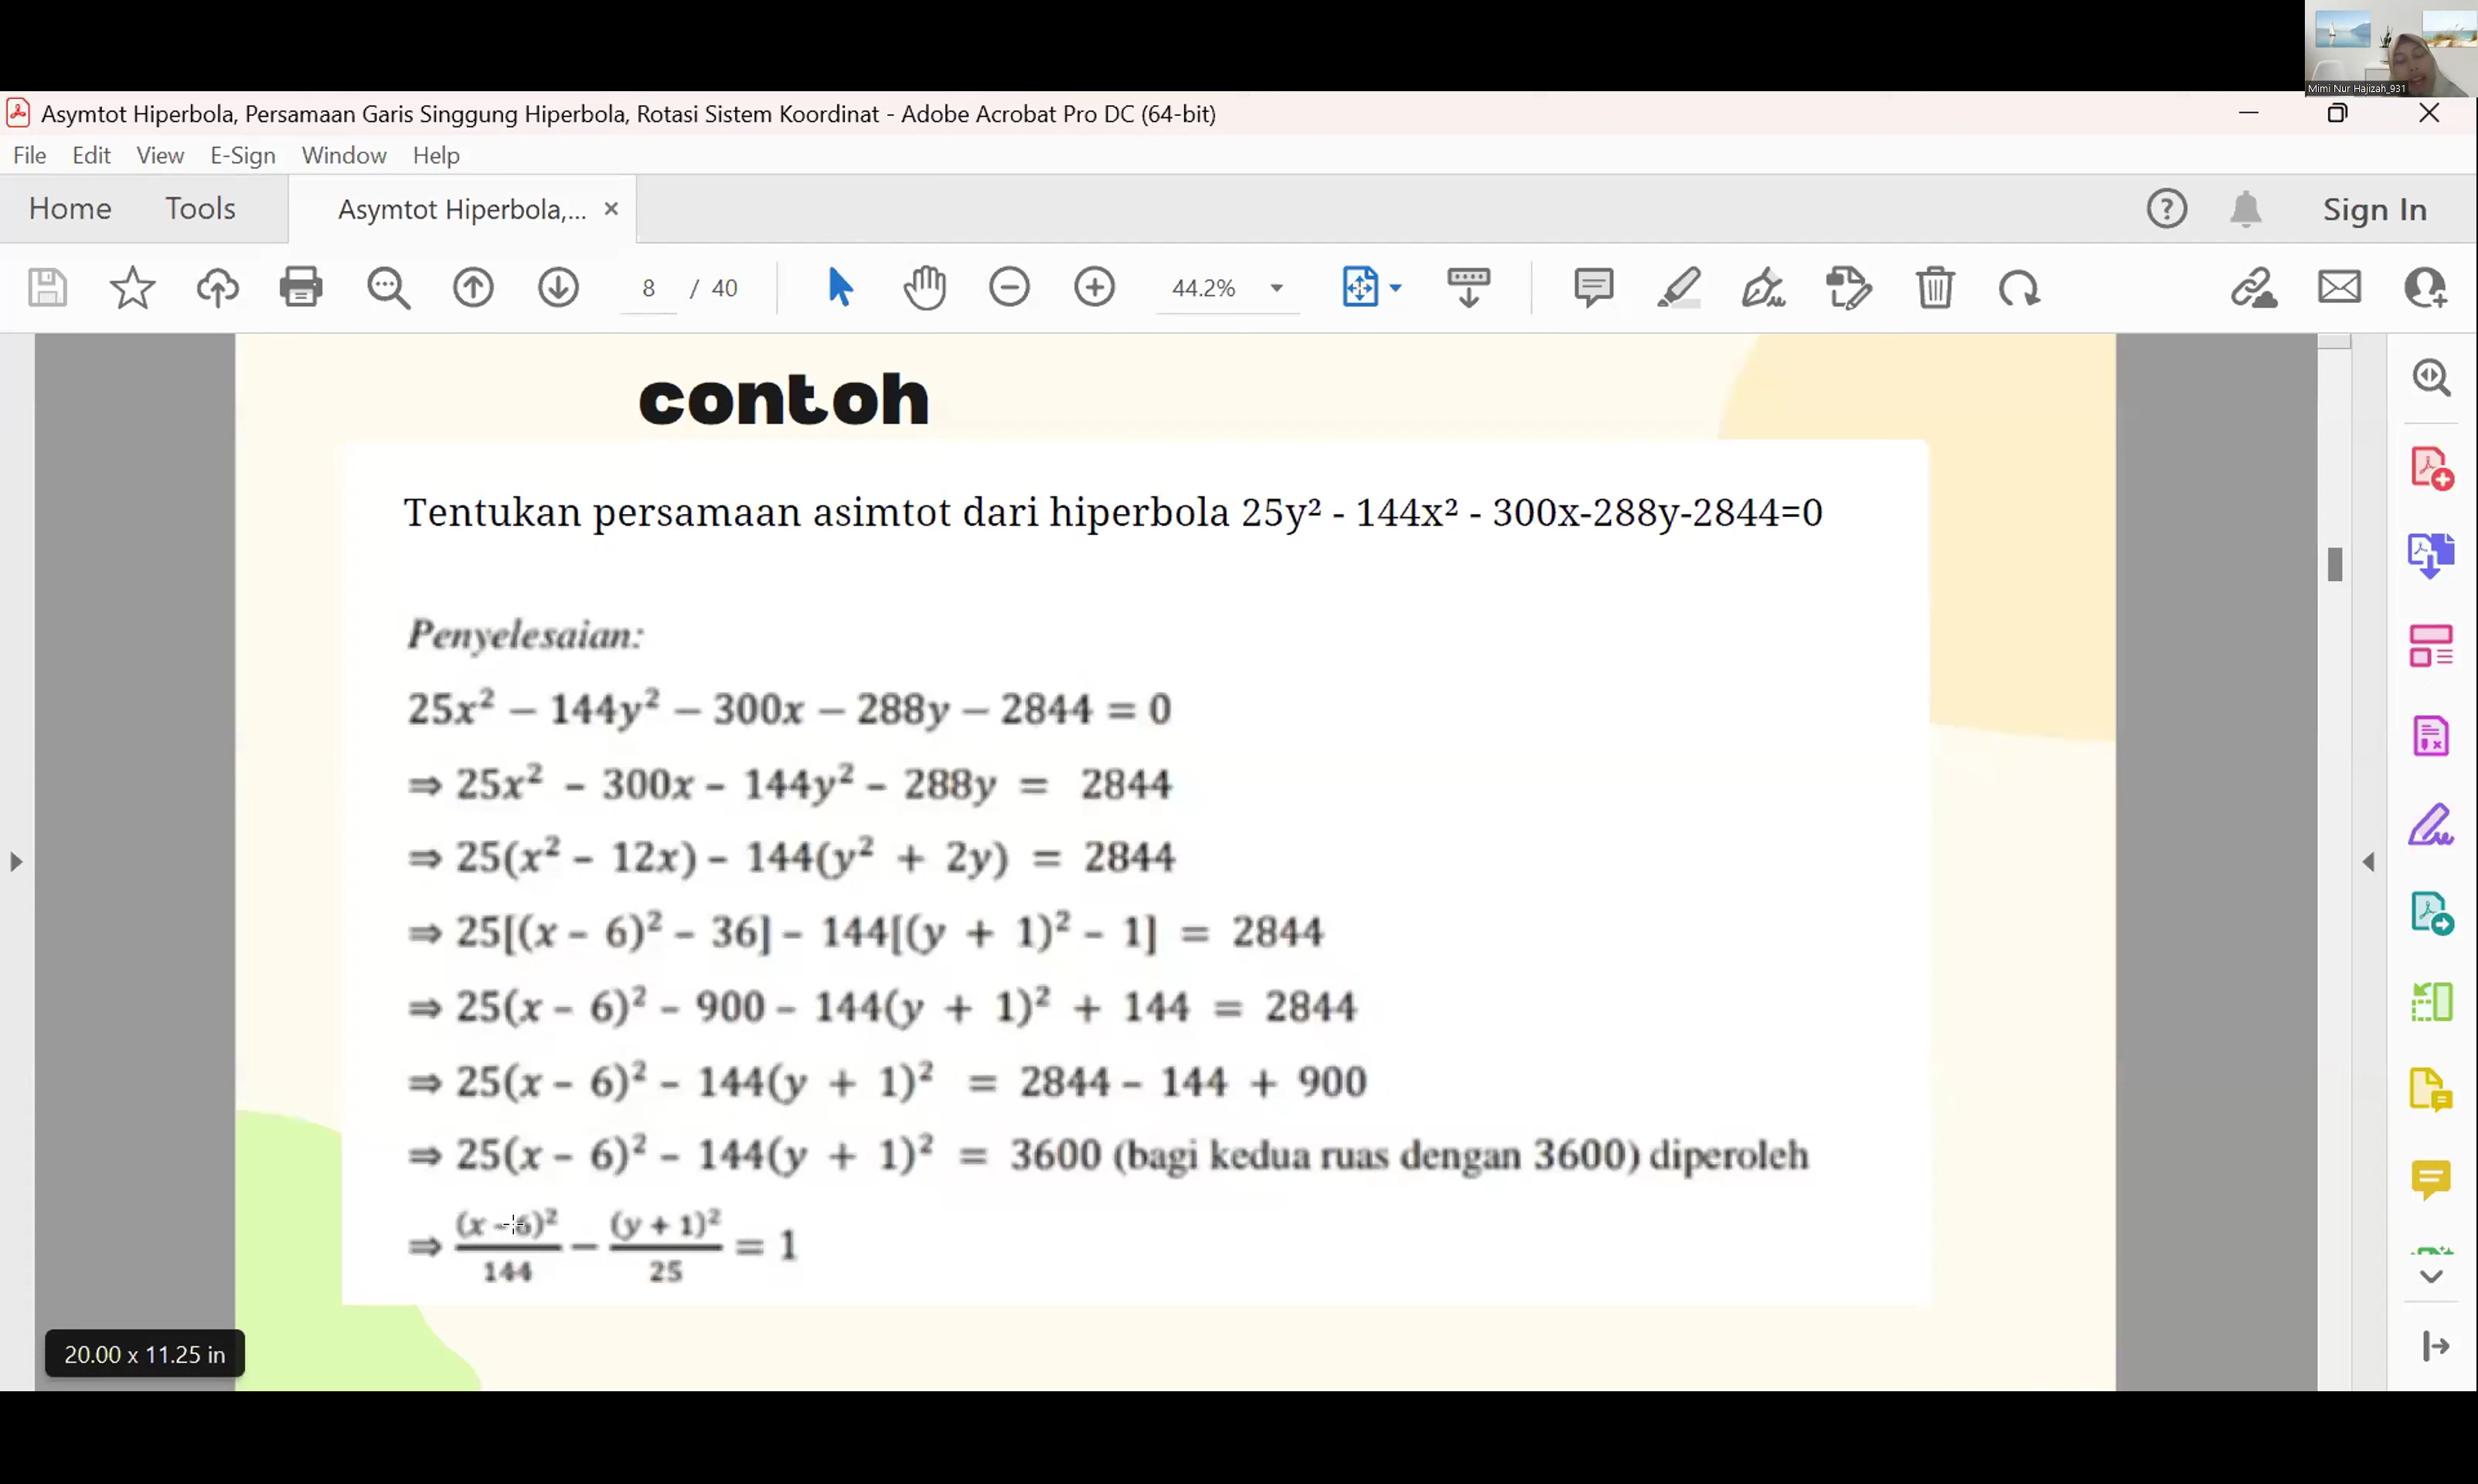 Mimi Nur Hajizah_931
Asymtot Hiperbola, Persamaan Garis Singgung Hiperbola, Rotasi Sistem Koordinat - Adobe Acrobat Pro DC (64-bit)
File Edit View E-Sign Window Help
Home Tools Asymtot Hiperbola,... × Sign In
8 / 40 44.2%
contoh
Tentukan persamaan asimtot dari hiperbola 25y² - 144x² - 300x-288y-2844=0
Penyelesaian:
25x² − 144y² − 300x − 288y − 2844 = 0
⇒ 25x² – 300x – 144y² – 288y = 2844
⇒ 25(x² – 12x) – 144(y² + 2y) = 2844
⇒ 25[(x – 6)² – 36] – 144[(y + 1)² – 1] = 2844
⇒ 25(x – 6)² – 900 – 144(y + 1)² + 144 = 2844
⇒ 25(x – 6)² – 144(y + 1)² = 2844 – 144 + 900
⇒ 25(x – 6)² – 144(y + 1)² = 3600 (bagi kedua ruas dengan 3600) diperoleh
⇒ (x – 6)²/144 − (y + 1)²/25 = 1
20.00 x 11.25 in